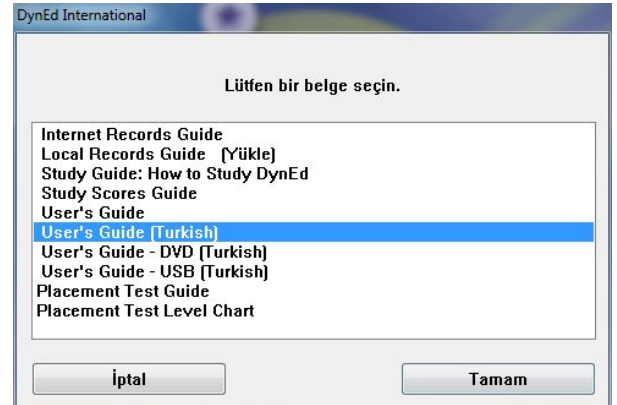 DynEd International
Lütfen bir belge seçin.
Internet Records Guide
Local Records Guide (Yükle)
Study Guide: How to Study DynEd
Study Scores Guide
User's Guide
User's Guide (Turkish)
User's Guide - DVD (Turkish)
User's Guide - USB (Turkish)
Placement Test Guide
Placement Test Level Chart
İptal
Tamam